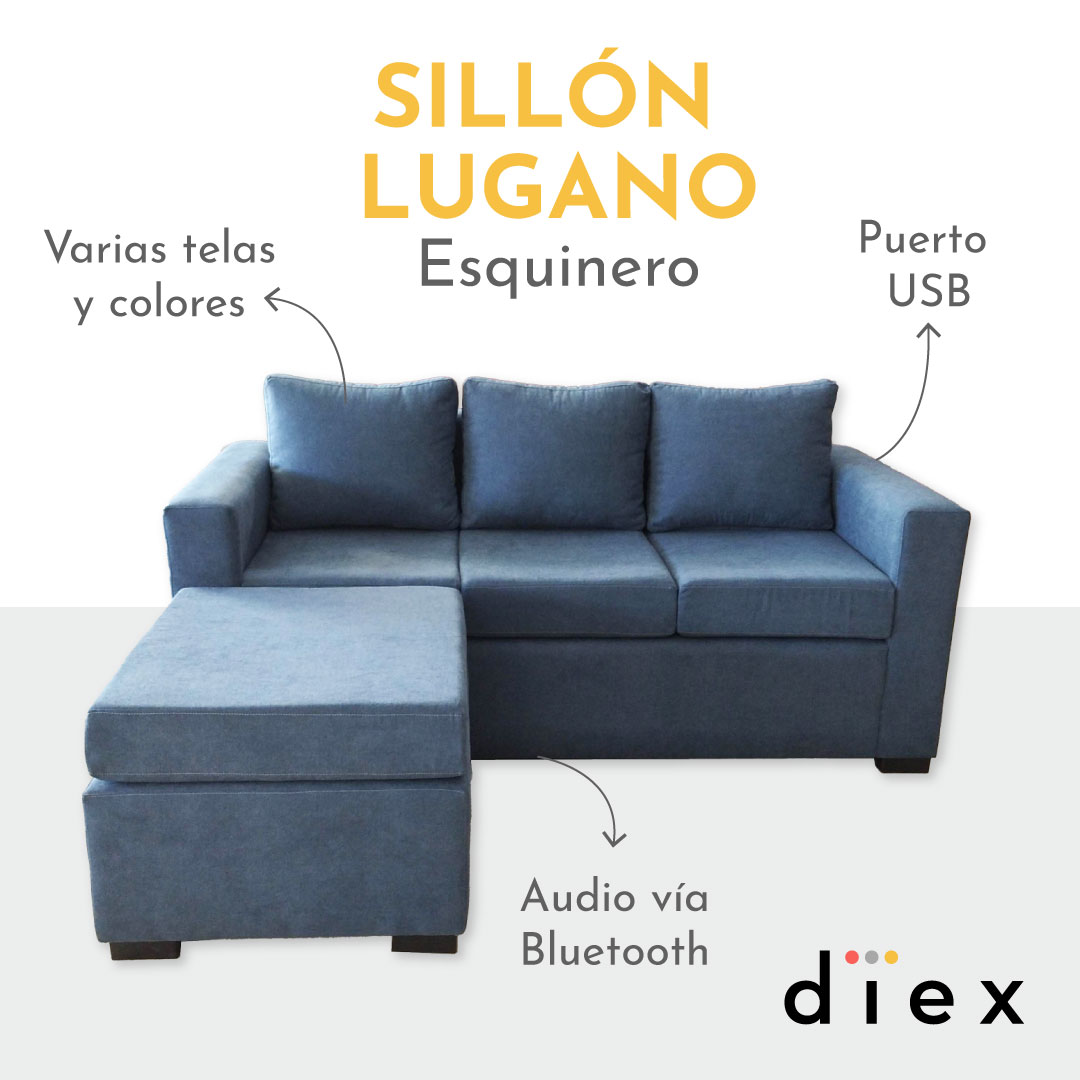 SILLÓN
LUGANO
Esquinero
Varias telas
y colores
Puerto
USB
Audio vía
Bluetooth
diex